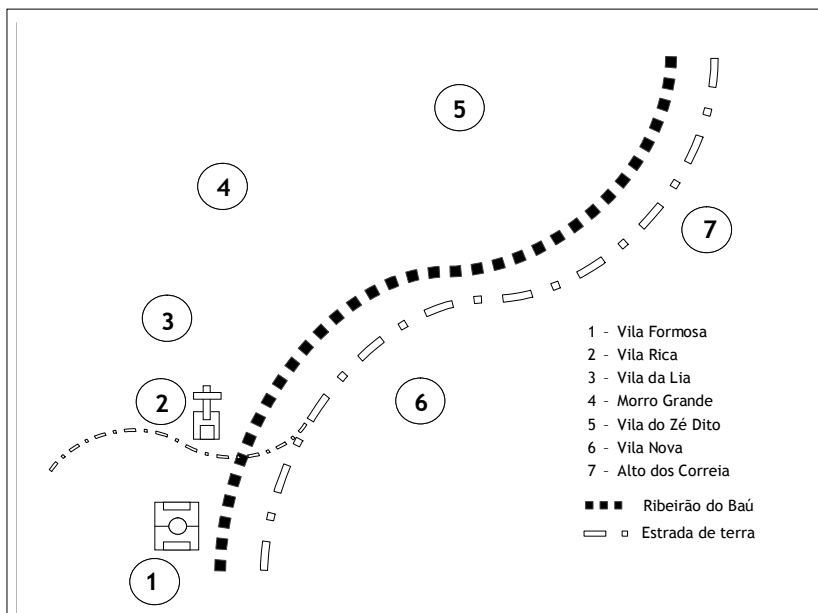 5
4
7
3
1 - Vila Formosa
2 - Vila Rica
3 - Vila da Lia
2
4 - Morro Grande
6
5 - Vila do Zé Dito
6 - Vila Nova
7 - Alto dos Correia
Ribeirão do Baú
Estrada de terra
1